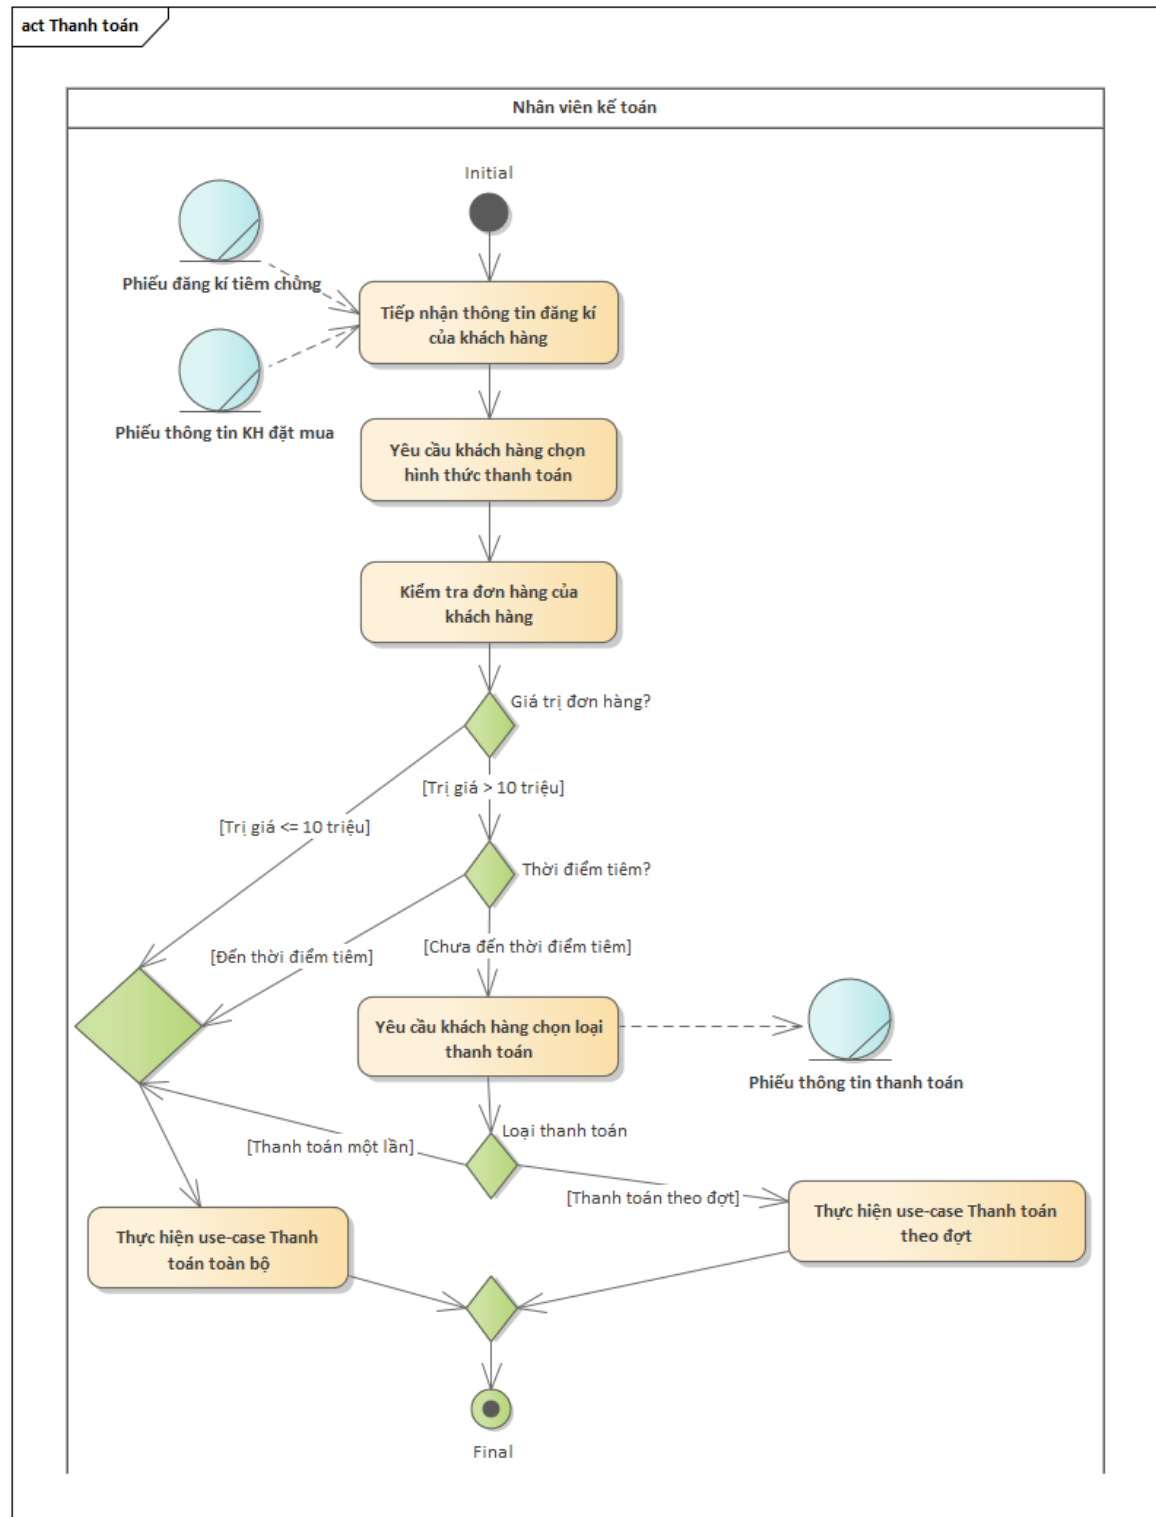 act Thanh toán
Nhân viên kế toán
Initial
Phiếu đăng kí tiêm chủng
Tiếp nhận thông tin đăng kí
của khách hàng
Phiếu thông tin KH đặt mua
Yêu cầu khách hàng chọn
hình thức thanh toán
Kiểm tra đơn hàng của
khách hàng
Giá trị đơn hàng?
[Trị giá > 10 triệu]
[Trị giá <= 10 triệu]
Thời điểm tiêm?
[Đến thời điểm tiêm]
[Chưa đến thời điểm tiêm]
Yêu cầu khách hàng chọn loại
thanh toán
Phiếu thông tin thanh toán
Loại thanh toán
[Thanh toán một lần]
[Thanh toán theo đợt]
Thực hiện use-case Thanh
toán toàn bộ
Thực hiện use-case Thanh toán
theo đợt
Final